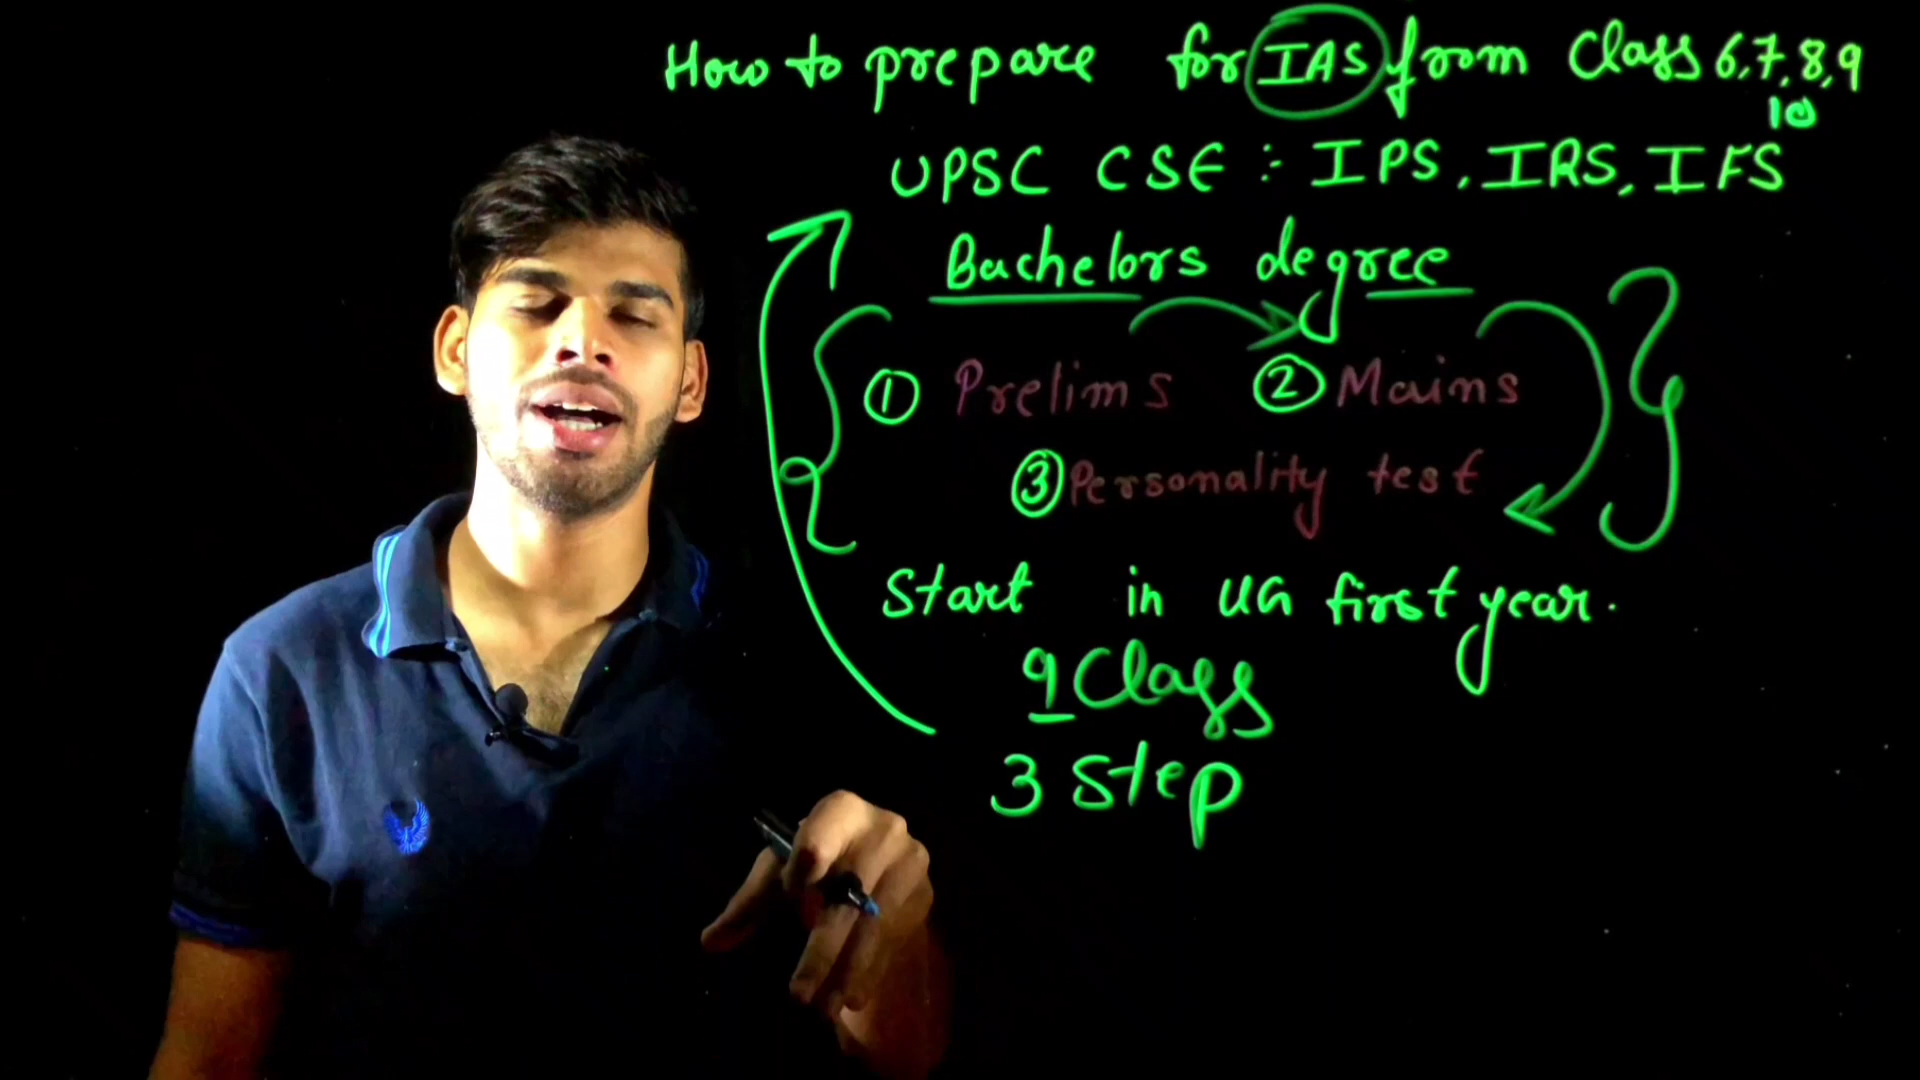 How to prepare for IAS from Class 6,7,8,9
10
UPSC CSE : IPS, IRS, IFS
Bachelors degree
① Prelims ② Mains
③ Personality test
Start in UG first year.
9 Class
3 Step